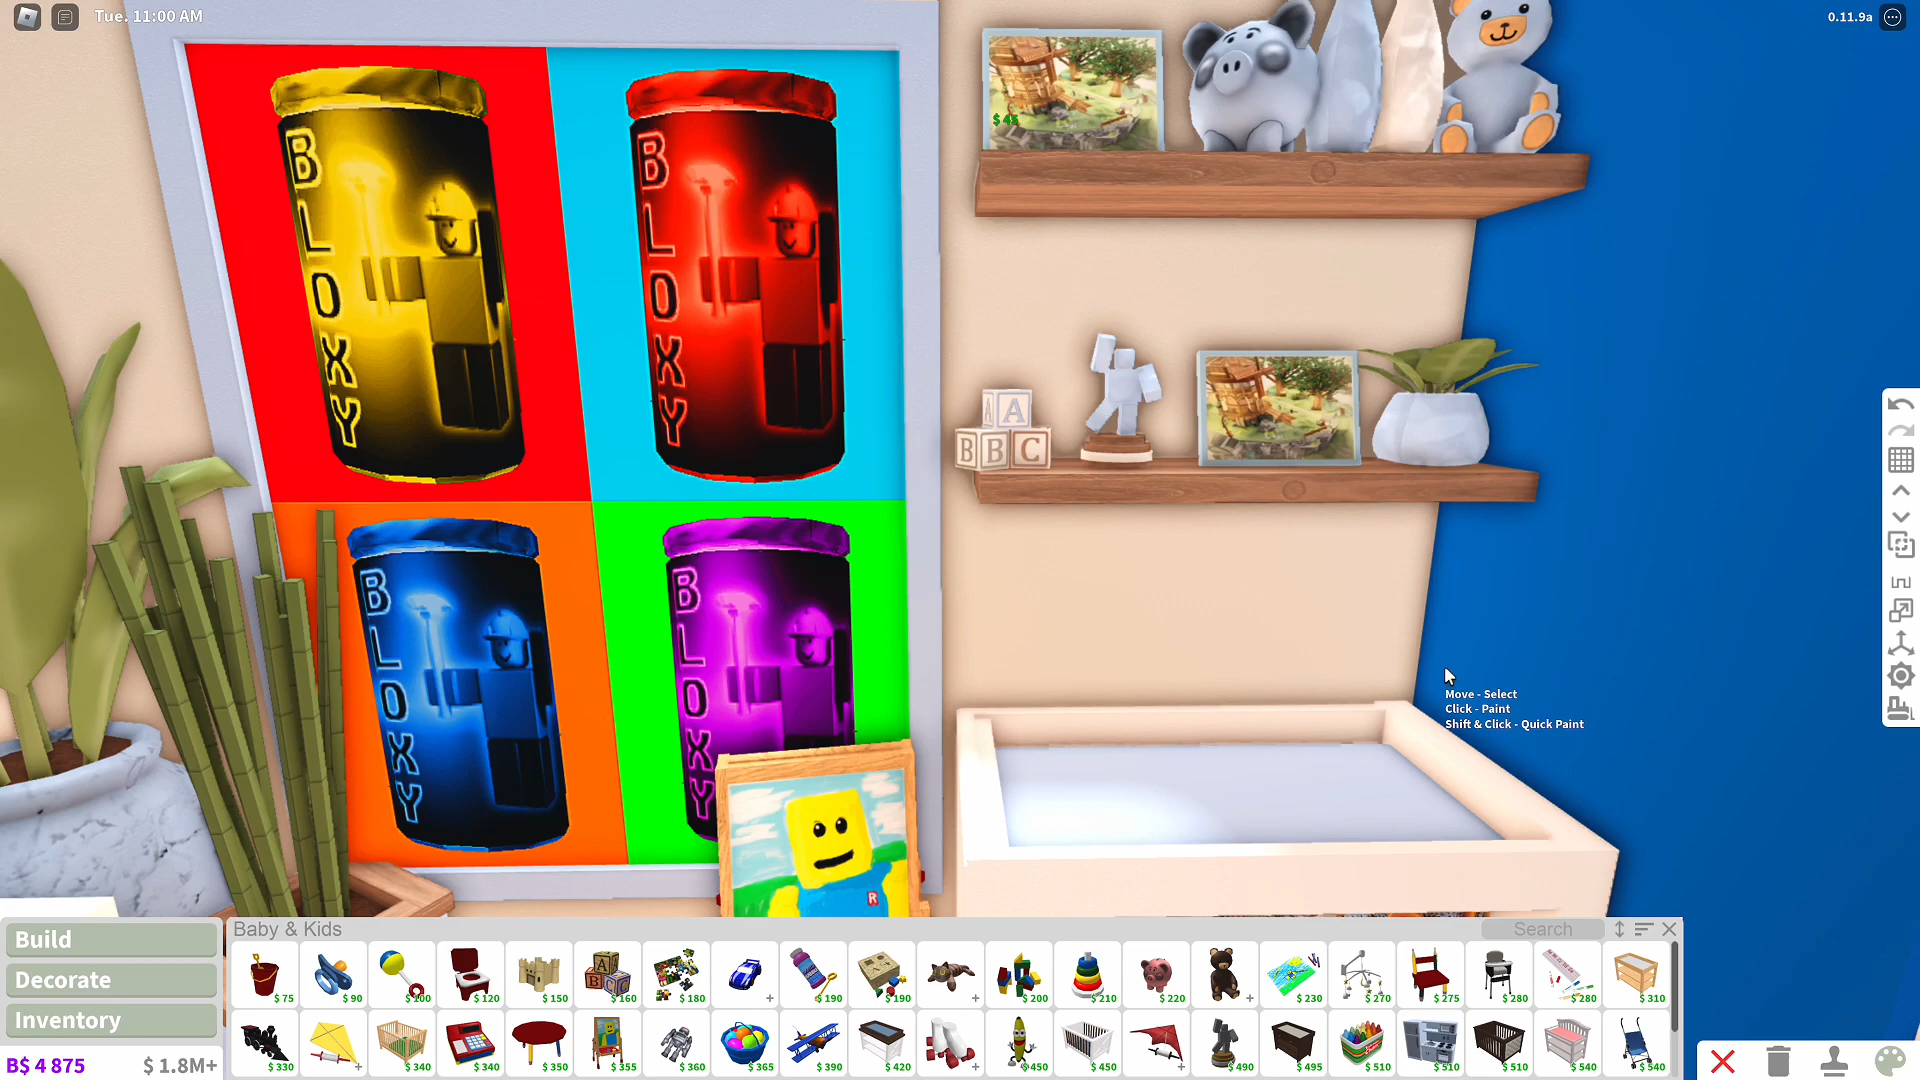 Tue. 11:00 AM
0.11.9a
$ 45
BLOXY
BLOXY
BLOXY
BLOXY
A A
B B C
R
Move - Select
Click - Paint
Shift & Click - Quick Paint
Build
Decorate
Inventory
B$ 4 875
$ 1.8M+
Baby & Kids
Search
$ 75
$ 90
$ 100
$ 120
$ 150
$ 160
$ 180
+
$ 190
$ 190
+
$ 200
$ 210
$ 220
+
$ 230
$ 270
$ 275
$ 280
$ 280
$ 310
$ 330
+
$ 340
$ 340
$ 350
$ 355
$ 360
$ 365
$ 390
$ 420
+
$ 450
$ 450
+
$ 490
$ 495
$ 510
$ 510
$ 510
$ 540
$ 540